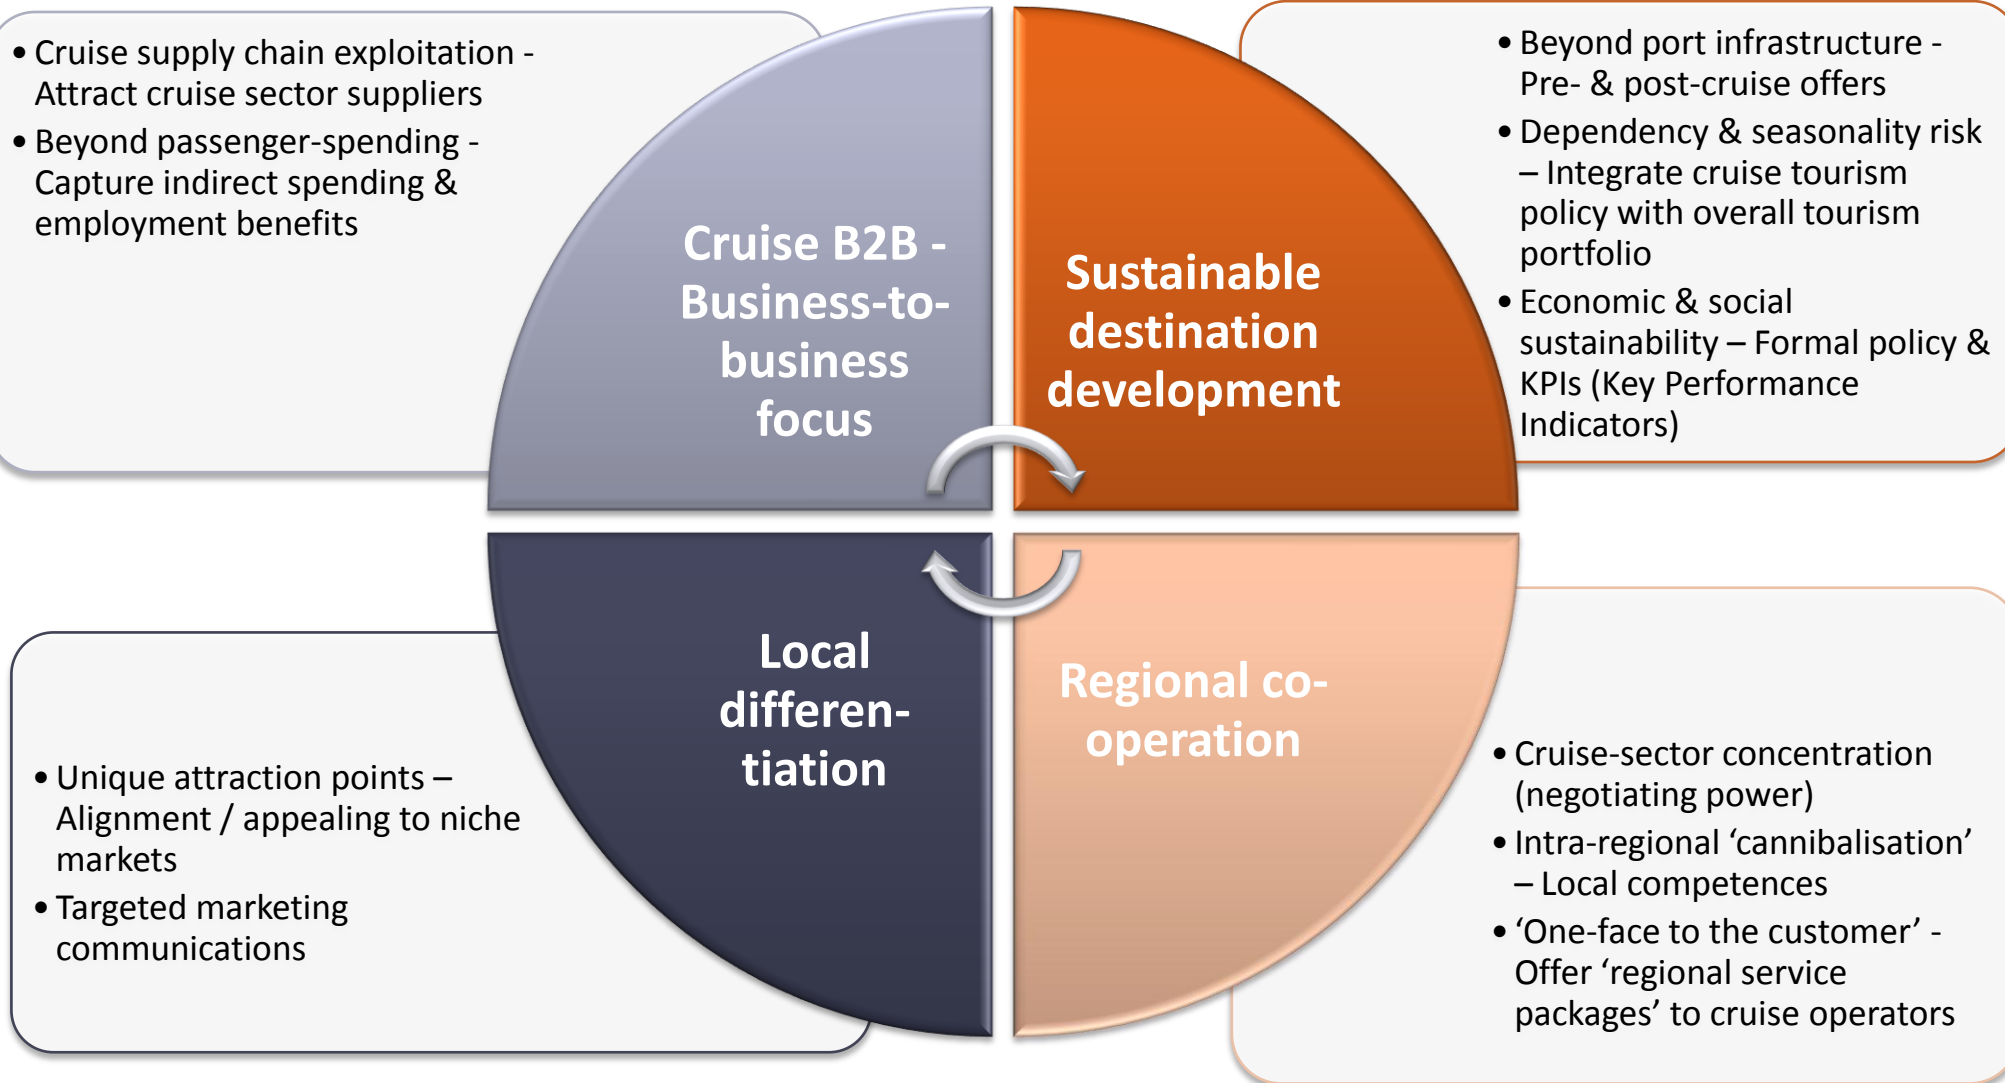 • Cruise supply chain exploitation -
Attract cruise sector suppliers
• Beyond passenger-spending -
Capture indirect spending &
employment benefits
Cruise B2B -
Business-to-
business
focus
Sustainable
destination
development
• Beyond port infrastructure -
Pre- & post-cruise offers
• Dependency & seasonality risk
– Integrate cruise tourism
policy with overall tourism
portfolio
• Economic & social
sustainability – Formal policy &
KPIs (Key Performance
Indicators)
• Unique attraction points –
Alignment / appealing to niche
markets
• Targeted marketing
communications
Local
differen-
tiation
Regional co-
operation
• Cruise-sector concentration
(negotiating power)
• Intra-regional ‘cannibalisation’
– Local competences
• ‘One-face to the customer’ -
Offer ‘regional service
packages’ to cruise operators